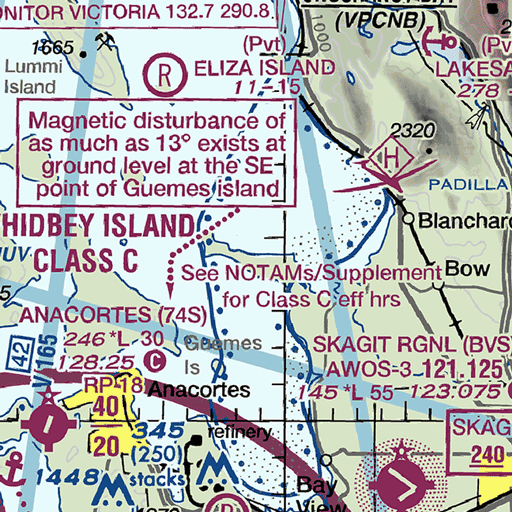 ONITOR VICTORIA 132.7 290.8
(VPCNB)
1665
Lummi
Island
R
(Pvt)
ELIZA ISLAND
11 - 15
1000
(Pv
LAKESA
278 -
Magnetic disturbance of
as much as 13° exists at
ground level at the SE
point of Guemes island
2320
H
PADILLA
HIDBEY ISLAND
CLASS C
Blanchard
See NOTAMs/Supplement
for Class C eff hrs
Bow
ANACORTES (74S)
246 *L 30
128.25 C
Guemes
Is
SKAGIT RGNL (BVS)
AWOS-3 121.125
145 *L 55 123.075
42
V 165
RP 18
Anacortes
40
20
345
(250)
refinery
stacks
1448
SKAG
240
Bay
View
R